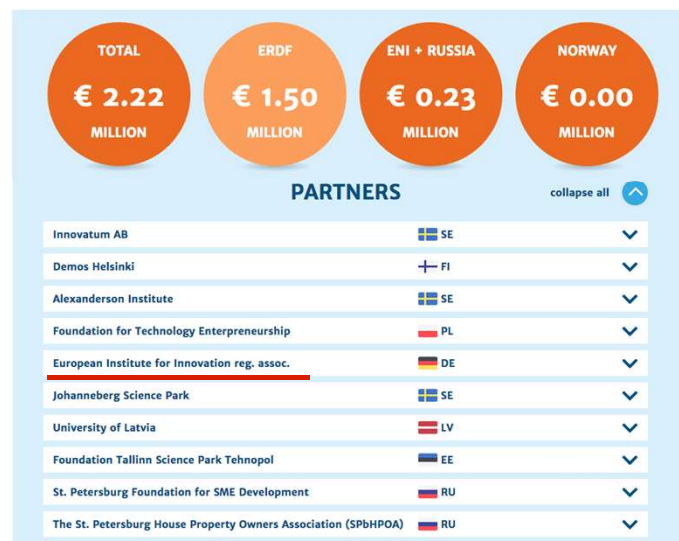 TOTAL
€ 2.22
MILLION
ERDF
€ 1.50
MILLION
ENI + RUSSIA
€ 0.23
MILLION
NORWAY
€ 0.00
MILLION
PARTNERS
collapse all
Innovatum AB SE
Demos Helsinki FI
Alexanderson Institute SE
Foundation for Technology Enterpreneurship PL
European Institute for Innovation reg. assoc. DE
Johanneberg Science Park SE
University of Latvia LV
Foundation Tallinn Science Park Tehnopol EE
St. Petersburg Foundation for SME Development RU
The St. Petersburg House Property Owners Association (SPbHPOA) RU